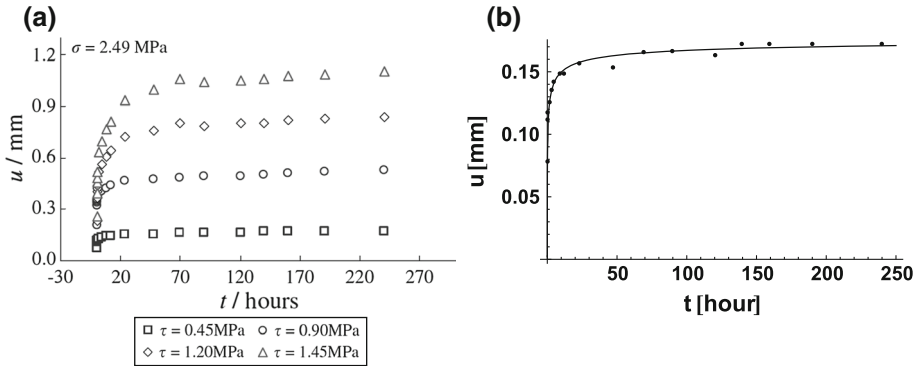 (a)
σ = 2.49 MPa
1.2
0.9
0.6
0.3
0.0
u / mm
-30 20 70 120 170 220 270
t / hours
τ = 0.45MPa τ = 0.90MPa
τ = 1.20MPa τ = 1.45MPa
(b)
0.15
0.10
0.05
u [mm]
50 100 150 200 250
t [hour]